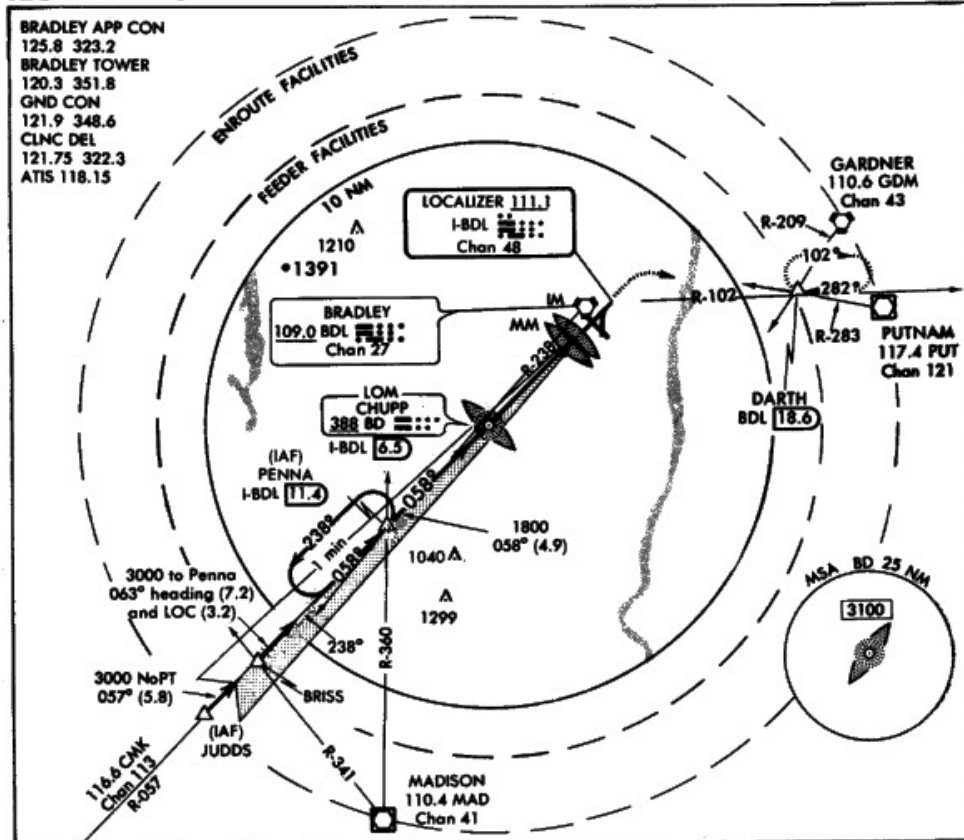 BRADLEY APP CON
125.8 323.2
BRADLEY TOWER
120.3 351.8
GND CON
121.9 348.6
CLNC DEL
121.75 322.3
ATIS 118.15
ENROUTE FACILITIES
FEEDER FACILITIES
10 NM
1210
1391
LOCALIZER 111.1
I-BDL
Chan 48
GARDNER
110.6 GDM
Chan 43
R-209
102°
282°
R-102
R-283
PUTNAM
117.4 PUT
Chan 121
DARTH
BDL 18.6
BRADLEY
109.0 BDL
Chan 27
IM
MM
R-238
LOM
CHUPP
388 BD
I-BDL 6.5
(IAF)
PENNA
I-BDL 11.4
058°
238°
1 min
058°
1800
058° (4.9)
1040
1299
3000 to Penna
063° heading (7.2)
and LOC (3.2)
238°
R-360
3000 NoPT
057° (5.8)
BRISS
(IAF)
JUDDS
R-341
116.6 CMK
Chan 113
R-057
MADISON
110.4 MAD
Chan 41
MSA BD 25 NM
3100